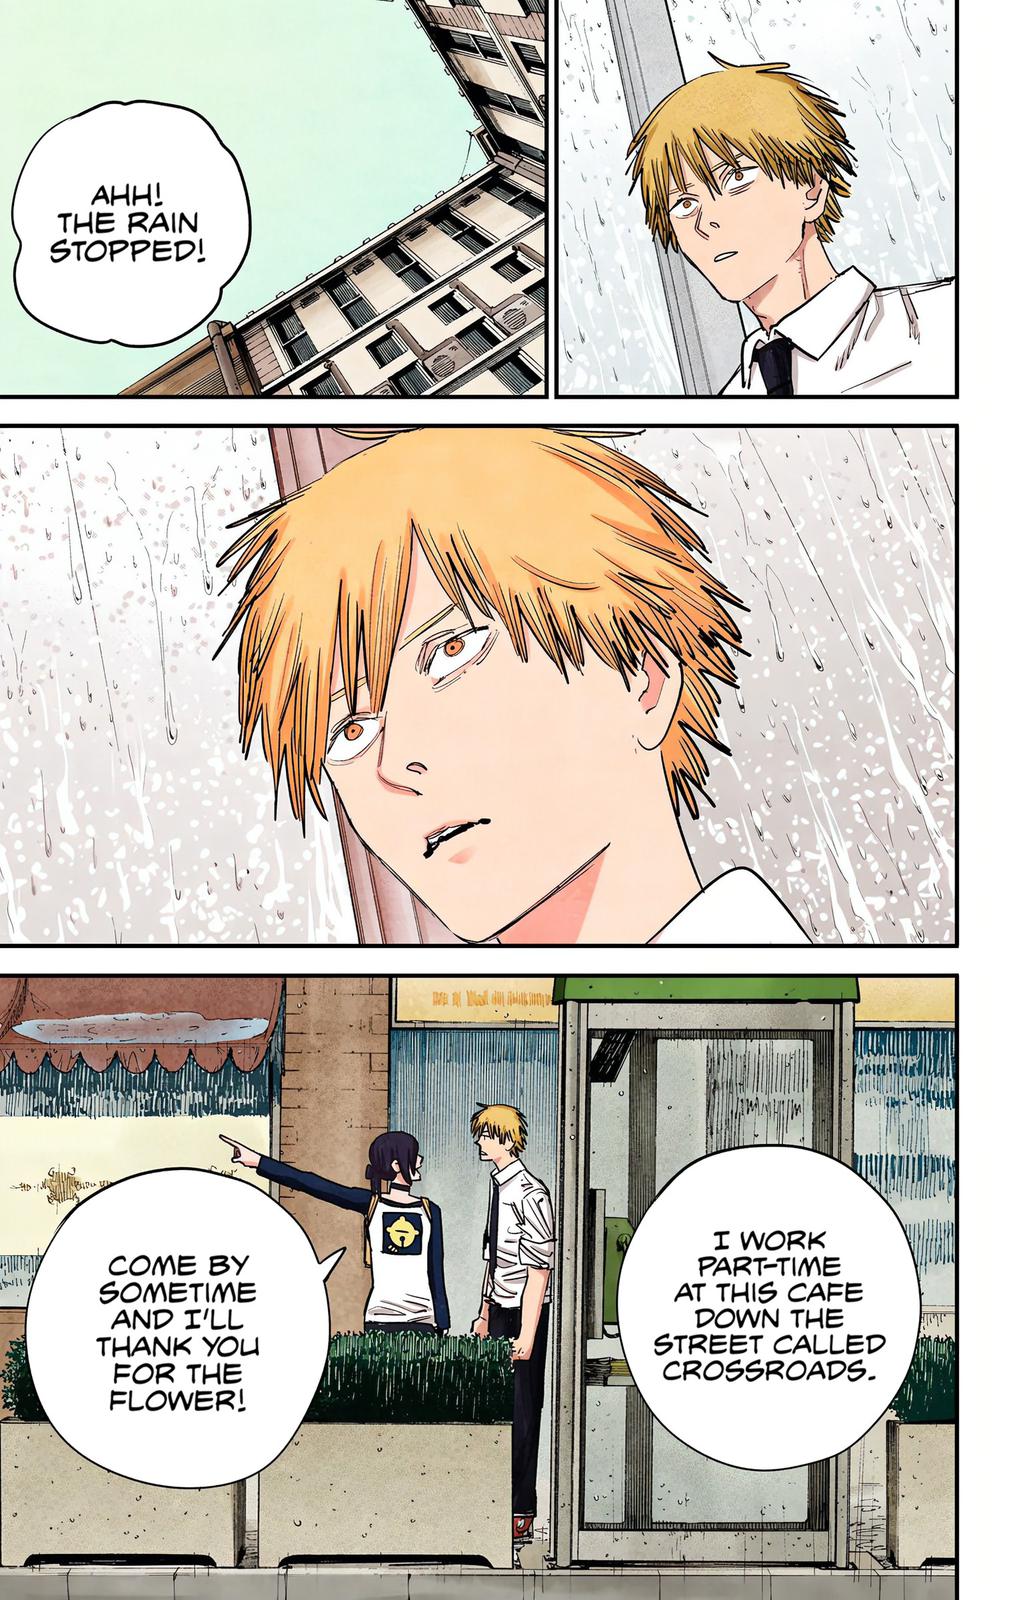 AHH!
THE RAIN
STOPPED!
I WORK
PART-TIME
AT THIS CAFE
DOWN THE
STREET CALLED
CROSSROADS.
COME BY
SOMETIME
AND I'LL
THANK YOU
FOR THE
FLOWER!